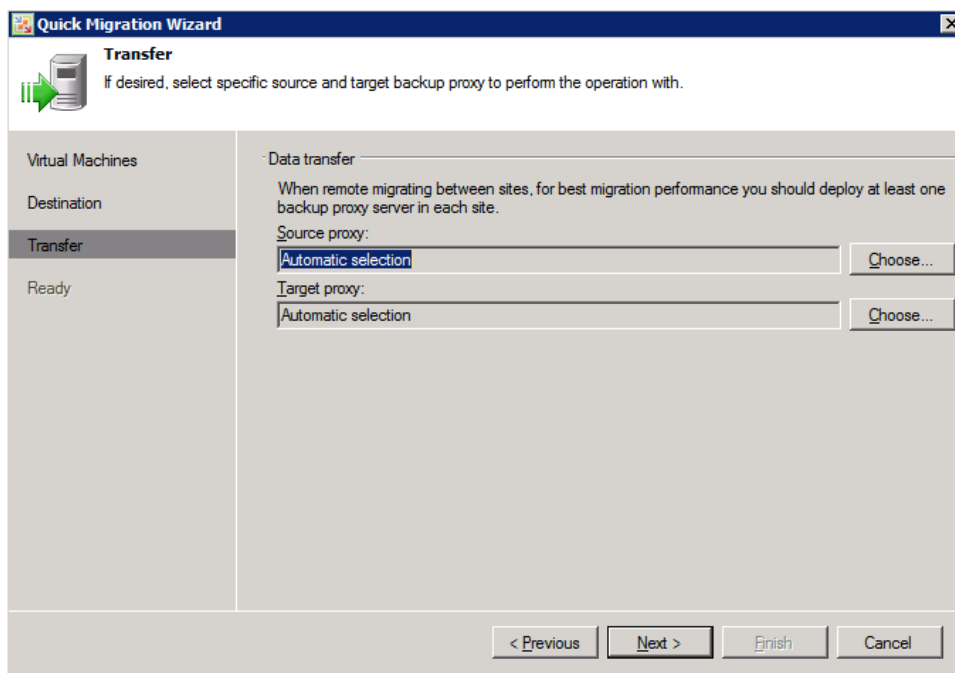 Quick Migration Wizard
Transfer
If desired, select specific source and target backup proxy to perform the operation with.
Virtual Machines
Destination
Transfer
Ready
Data transfer
When remote migrating between sites, for best migration performance you should deploy at least one
backup proxy server in each site.
Source proxy:
Automatic selection
Choose...
Target proxy:
Automatic selection
Choose...
< Previous
Next >
Finish
Cancel